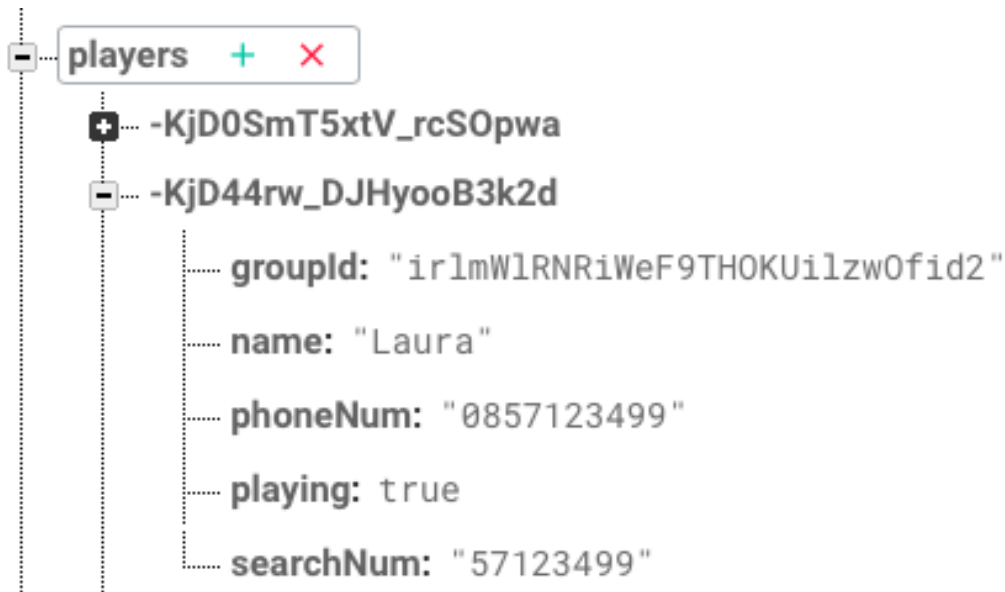 players + ×
-KjD0SmT5xtV_rcSOpwa
-KjD44rw_DJHyooB3k2d
groupId: "irlmWlRNRiWeF9THOKUilzwOfid2"
name: "Laura"
phoneNum: "0857123499"
playing: true
searchNum: "57123499"